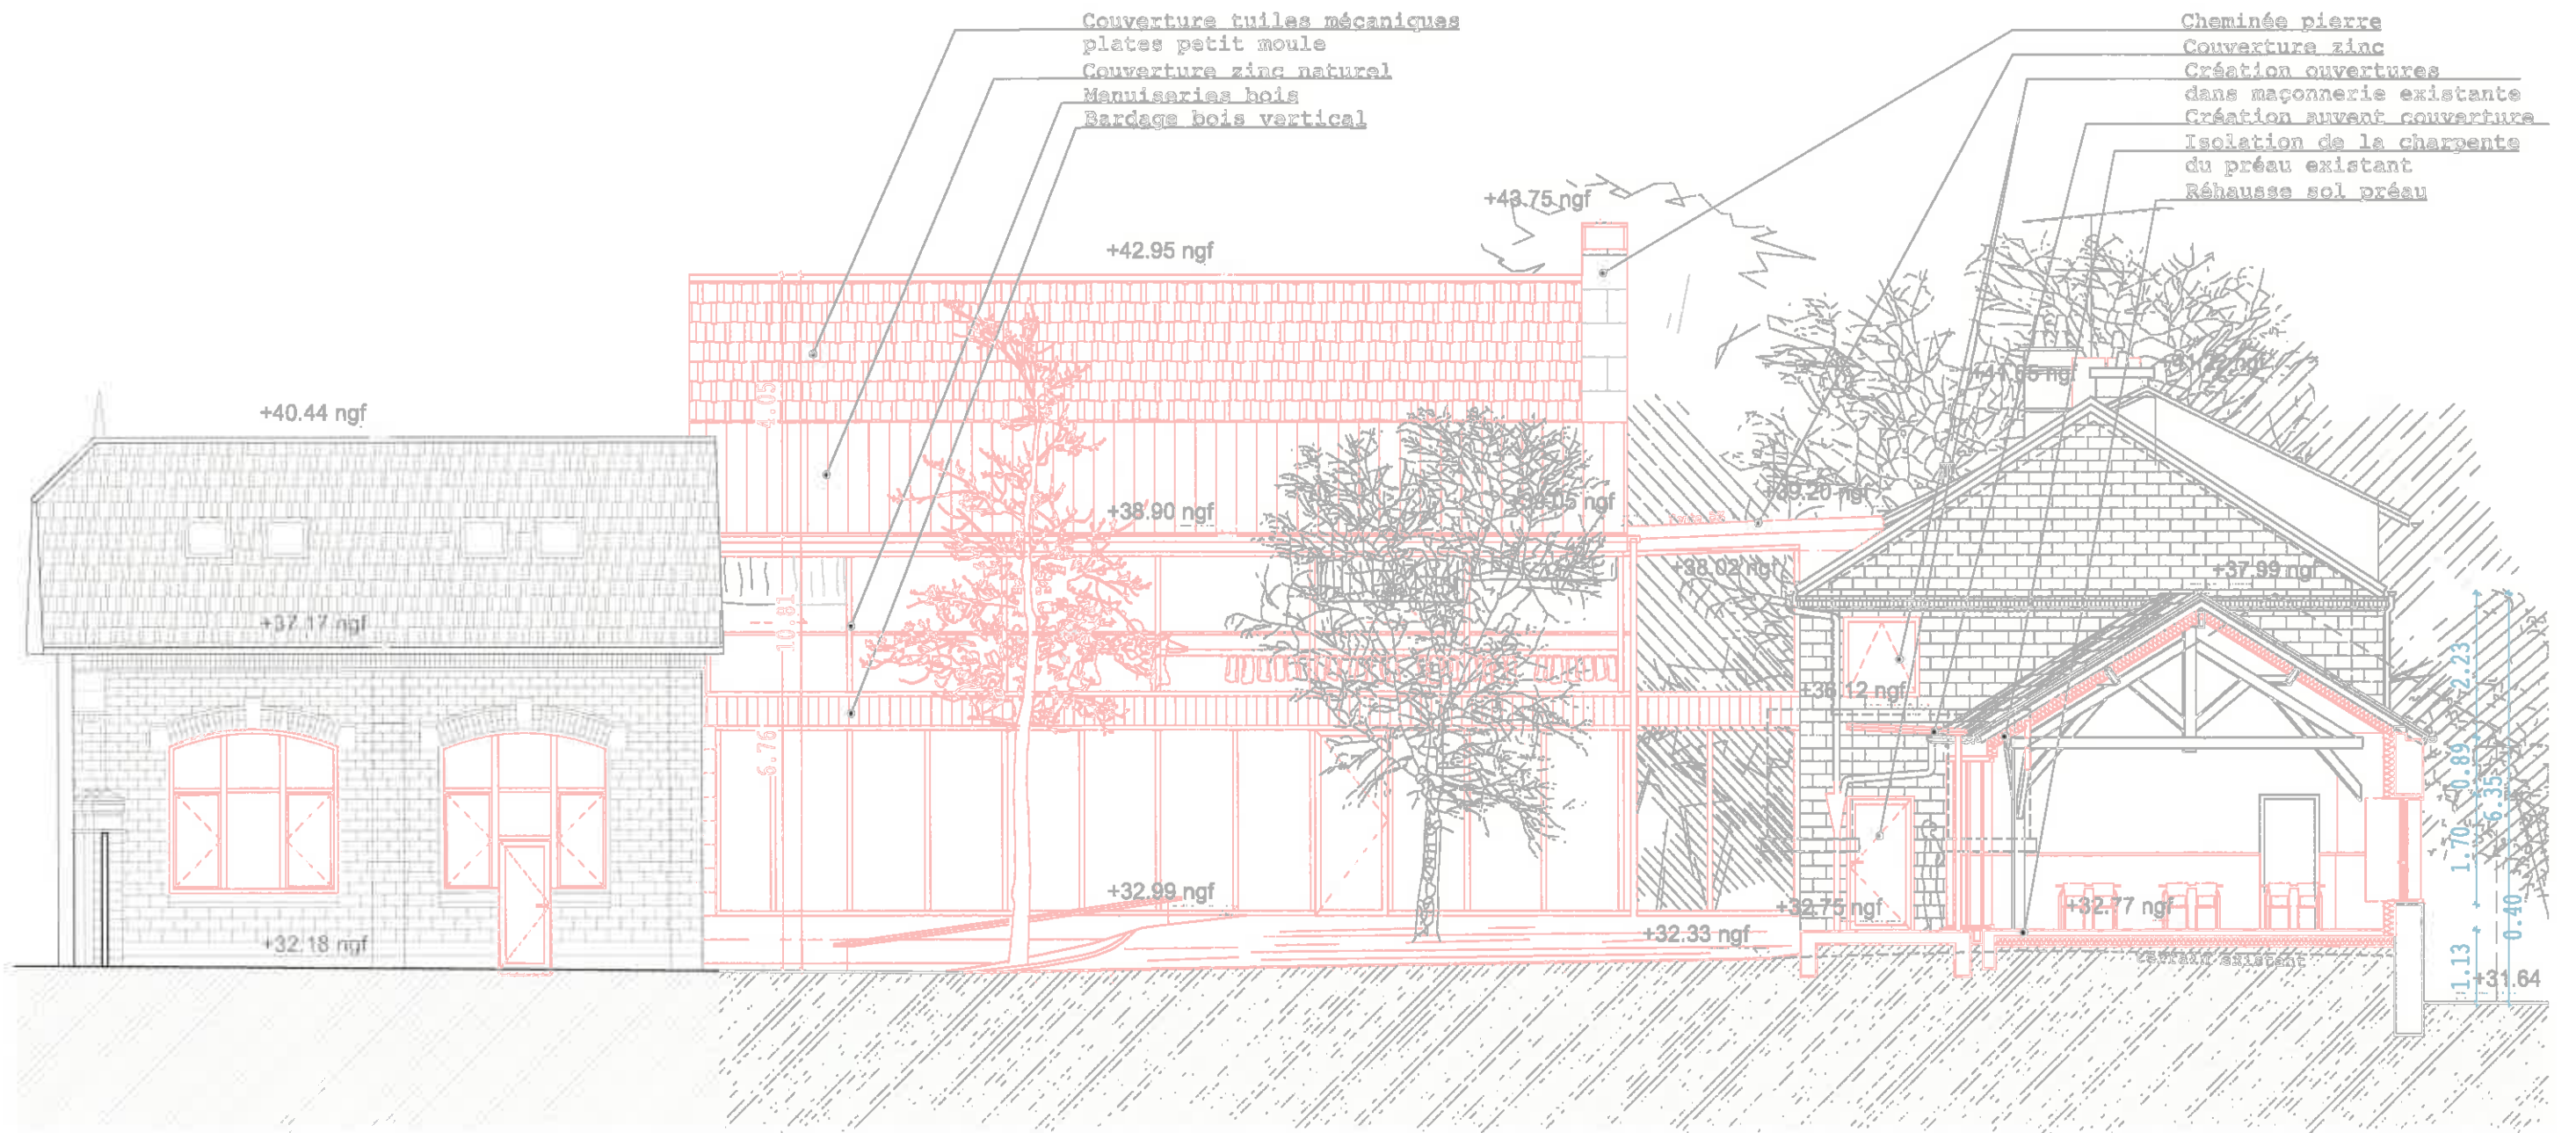 Couverture tuiles mécaniques
plates petit moule
Couverture zinc naturel
Menuiseries bois
Bardage bois vertical
Cheminée pierre
Couverture zinc
Création ouvertures
dans maçonnerie existante
Création auvent couverture
Isolation de la charpente
du préau existant
Réhausse sol préau
+43.75 ngf
+42.95 ngf
+40.44 ngf
4.05
+38.90 ngf
+39.20 ngf
+38.02 ngf
+37.99 ngf
+37.17 ngf
10.81
2.23
+36.12 ngf
5.76
0.89
6.35
1.70
+32.99 ngf
+32.75 ngf
+32.77 ngf
0.40
+32.18 ngf
+32.33 ngf
terrain existant
1.13
+31.64